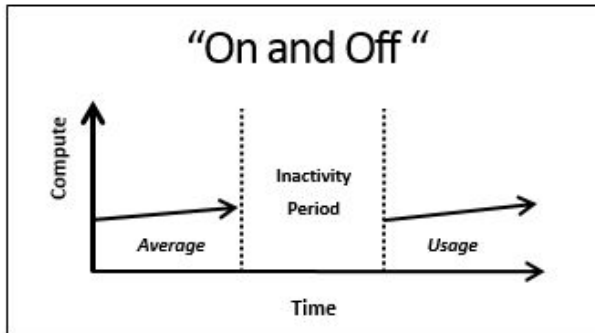 “On and Off “
Compute
Inactivity
Period
Average
Usage
Time